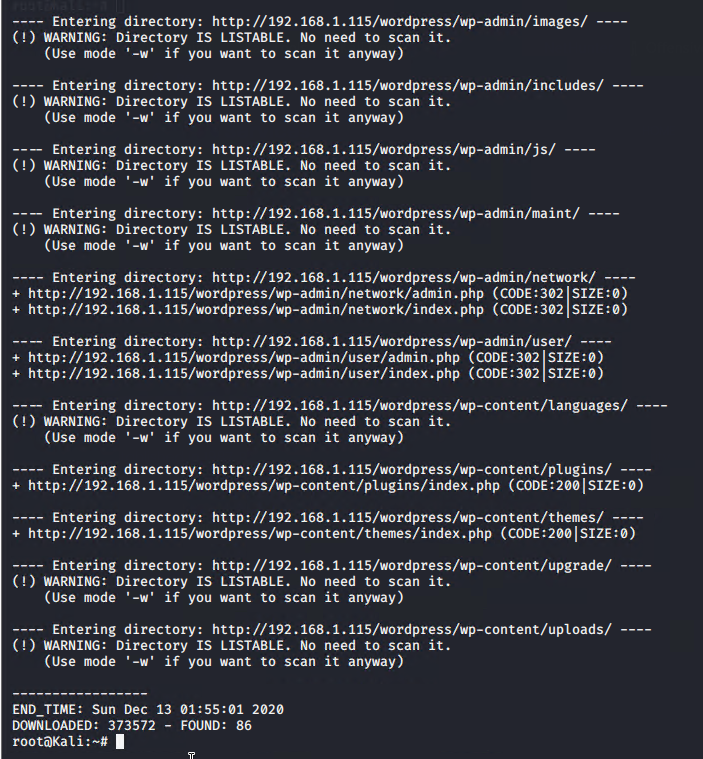 ---- Entering directory: http://192.168.1.115/wordpress/wp-admin/images/ ----
(!) WARNING: Directory IS LISTABLE. No need to scan it.
(Use mode '-w' if you want to scan it anyway)
---- Entering directory: http://192.168.1.115/wordpress/wp-admin/includes/ ----
(!) WARNING: Directory IS LISTABLE. No need to scan it.
(Use mode '-w' if you want to scan it anyway)
---- Entering directory: http://192.168.1.115/wordpress/wp-admin/js/ ----
(!) WARNING: Directory IS LISTABLE. No need to scan it.
(Use mode '-w' if you want to scan it anyway)
---- Entering directory: http://192.168.1.115/wordpress/wp-admin/maint/ ----
(!) WARNING: Directory IS LISTABLE. No need to scan it.
(Use mode '-w' if you want to scan it anyway)
---- Entering directory: http://192.168.1.115/wordpress/wp-admin/network/ ----
+ http://192.168.1.115/wordpress/wp-admin/network/admin.php (CODE:302|SIZE:0)
+ http://192.168.1.115/wordpress/wp-admin/network/index.php (CODE:302|SIZE:0)
---- Entering directory: http://192.168.1.115/wordpress/wp-admin/user/ ----
+ http://192.168.1.115/wordpress/wp-admin/user/admin.php (CODE:302|SIZE:0)
+ http://192.168.1.115/wordpress/wp-admin/user/index.php (CODE:302|SIZE:0)
---- Entering directory: http://192.168.1.115/wordpress/wp-content/languages/ ----
(!) WARNING: Directory IS LISTABLE. No need to scan it.
(Use mode '-w' if you want to scan it anyway)
---- Entering directory: http://192.168.1.115/wordpress/wp-content/plugins/ ----
+ http://192.168.1.115/wordpress/wp-content/plugins/index.php (CODE:200|SIZE:0)
---- Entering directory: http://192.168.1.115/wordpress/wp-content/themes/ ----
+ http://192.168.1.115/wordpress/wp-content/themes/index.php (CODE:200|SIZE:0)
---- Entering directory: http://192.168.1.115/wordpress/wp-content/upgrade/ ----
(!) WARNING: Directory IS LISTABLE. No need to scan it.
(Use mode '-w' if you want to scan it anyway)
---- Entering directory: http://192.168.1.115/wordpress/wp-content/uploads/ ----
(!) WARNING: Directory IS LISTABLE. No need to scan it.
(Use mode '-w' if you want to scan it anyway)
-----------------
END_TIME: Sun Dec 13 01:55:01 2020
DOWNLOADED: 373572 - FOUND: 86
root@Kali:~#